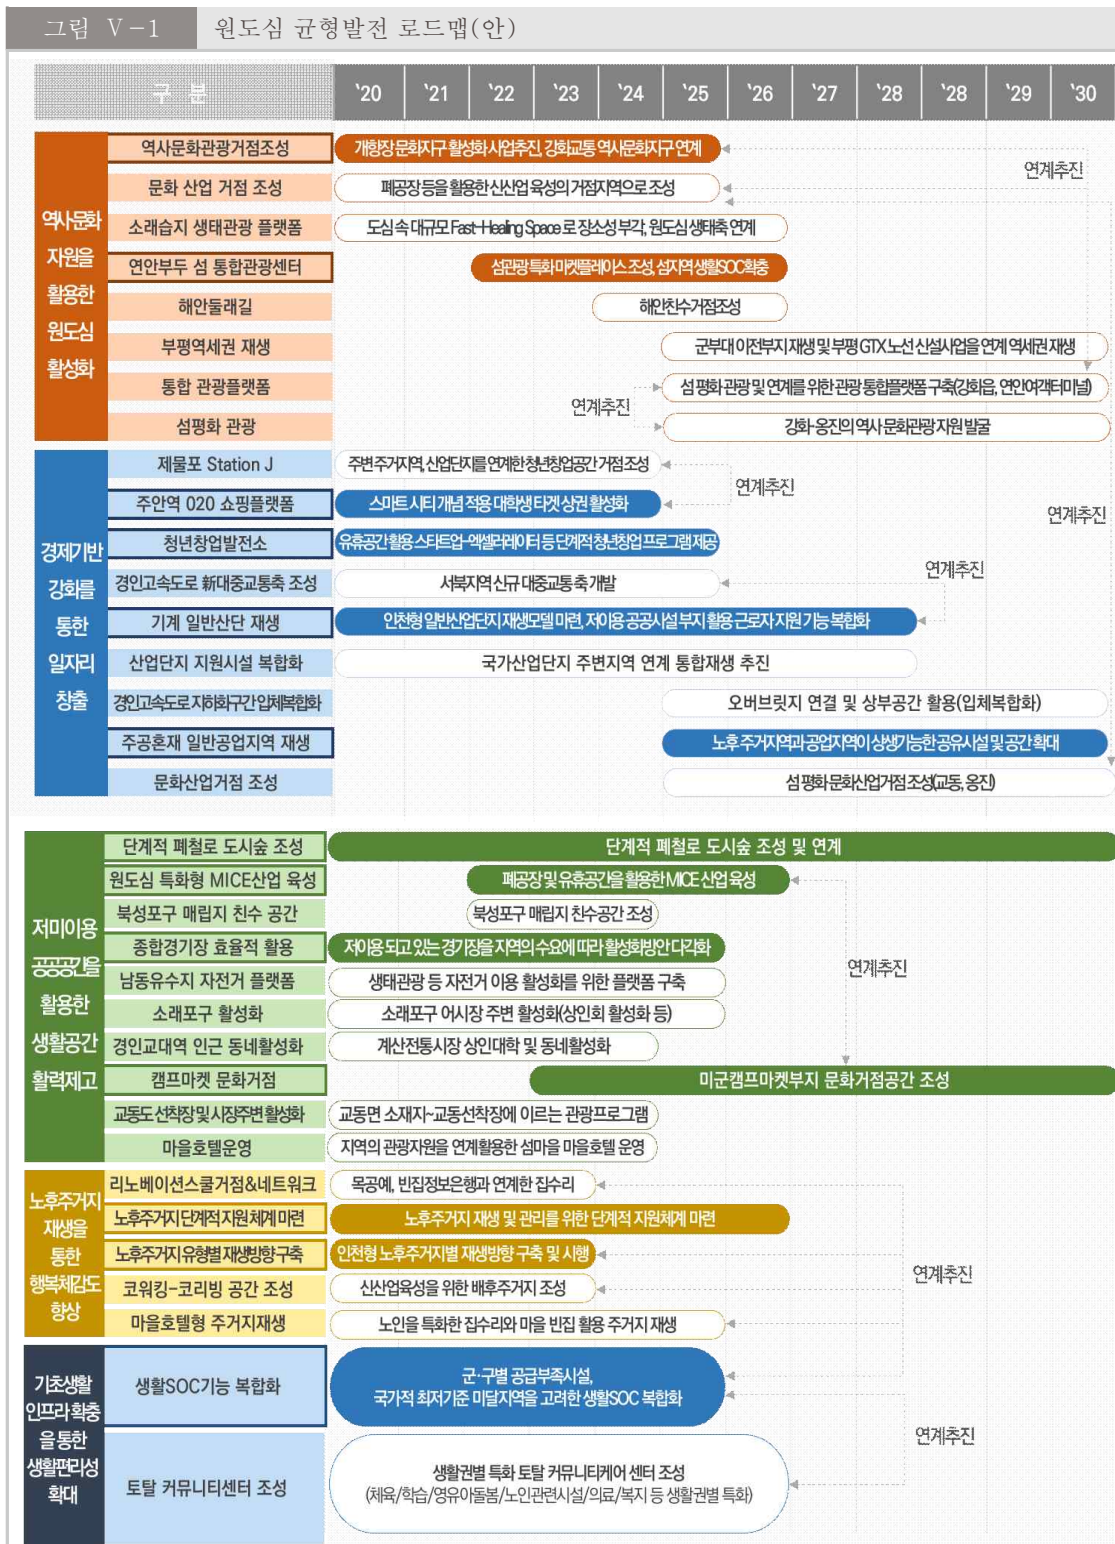 그림 Ⅴ-1 원도심 균형발전 로드맵(안)
구 분 '20 '21 '22 '23 '24 '25 '26 '27 '28 '28 '29 '30
역사문화
자원을
활용한
원도심
활성화
역사문화관광거점조성 개항장 문화지구 활성화 사업추진, 강화교통 역사문화지구 연계
문화 산업 거점 조성 폐공장 등을 활용한 신산업 육성의 거점지역으로 조성
소래습지 생태관광 플랫폼 도심 속 대규모 Fast-Healing Space 로 장소성 부각, 원도심 생태축 연계
연안부두 섬 통합관광센터 섬관광 특화 마켓플레이스 조성, 섬지역 생활SOC확충
해안둘레길 해안친수거점조성
부평역세권 재생 군부대 이전부지 재생 및 부평 GTX 노선 신설사업을 연계 역세권 재생
통합 관광플랫폼 섬 평화 관광 및 연계를 위한 관광 통합플랫폼 구축(강화읍, 연안여객터미널)
섬평화 관광 강화·옹진의 역사 문화관광 자원 발굴
연계추진
연계추진
연계추진
경제기반
강화를
통한
일자리
창출
제물포 Station J 주변 주거지역, 산업단지를 연계한 청년창업공간 거점 조성
주안역 020 쇼핑플랫폼 스마트 시티 개념 적용 대학생 타겟 상권 활성화
청년창업발전소 유휴공간 활용 스타트업-엑셀러레이터 등 단계적 청년창업 프로그램 제공
경인고속도로 新대중교통축 조성 서북지역 신규 대중교통 축 개발
기계 일반산단 재생 인천형 일반산업단지 재생모델 마련, 저이용 공공시설 부지 활용 근로자 지원 기능 복합화
산업단지 지원시설 복합화 국가산업단지 주변지역 연계 통합재생 추진
경인고속도로 지하화구간 입체복합화 오버브릿지 연결 및 상부공간 활용(입체복합화)
주공혼재 일반공업지역 재생 노후 주거지역과 공업지역이 상생가능한 공유시설 및 공간 확대
문화산업거점 조성 섬 평화 문화산업거점 조성(교동, 옹진)
연계추진
연계추진
저미이용
공공공간을
활용한
생활공간
활력제고
단계적 폐철로 도시숲 조성 단계적 폐철로 도시숲 조성 및 연계
원도심 특화형 MICE산업 육성 폐공장 및 유휴공간을 활용한 MICE 산업 육성
북성포구 매립지 친수 공간 북성포구 매립지 친수공간 조성
종합경기장 효율적 활용 저이용 되고 있는 경기장을 지역의 수요에 따라 활성화방안 다각화
남동유수지 자전거 플랫폼 생태관광 등 자전거 이용 활성화를 위한 플랫폼 구축
소래포구 활성화 소래포구 어시장 주변 활성화(상인회 활성화 등)
경인교대역 인근 동네활성화 계산전통시장 상인대학 및 동네활성화
캠프마켓 문화거점 미군캠프마켓부지 문화거점공간 조성
교동도 선착장 및 시장주변 활성화 교동면 소재지~교동선착장에 이르는 관광프로그램
마을호텔운영 지역의 관광자원을 연계활용한 섬마을 마을호텔 운영
연계추진
노후주거지
재생을
통한
행복체감도
향상
리노베이션스쿨거점&네트워크 목공예, 빈집정보은행과 연계한 집수리
노후주거지 단계적 지원 체계 마련 노후주거지 재생 및 관리를 위한 단계적 지원체계 마련
노후주거지 유형별 재생방향 구축 인천형 노후주거지별 재생방향 구축 및 시행
코워킹-코리빙 공간 조성 신산업육성을 위한 배후주거지 조성
마을호텔형 주거지재생 노인을 특화한 집수리와 마을 빈집 활용 주거지 재생
연계추진
기초생활
인프라 확충
을 통한
생활편리성
확대
생활SOC기능 복합화 군·구별 공급부족시설,
국가적 최저기준 미달지역을 고려한 생활SOC 복합화
연계추진
토탈 커뮤니티센터 조성 생활권별 특화 토탈 커뮤니티케어 센터 조성
(체육/학습/영유아돌봄/노인관련시설/의료/복지 등 생활권별 특화)